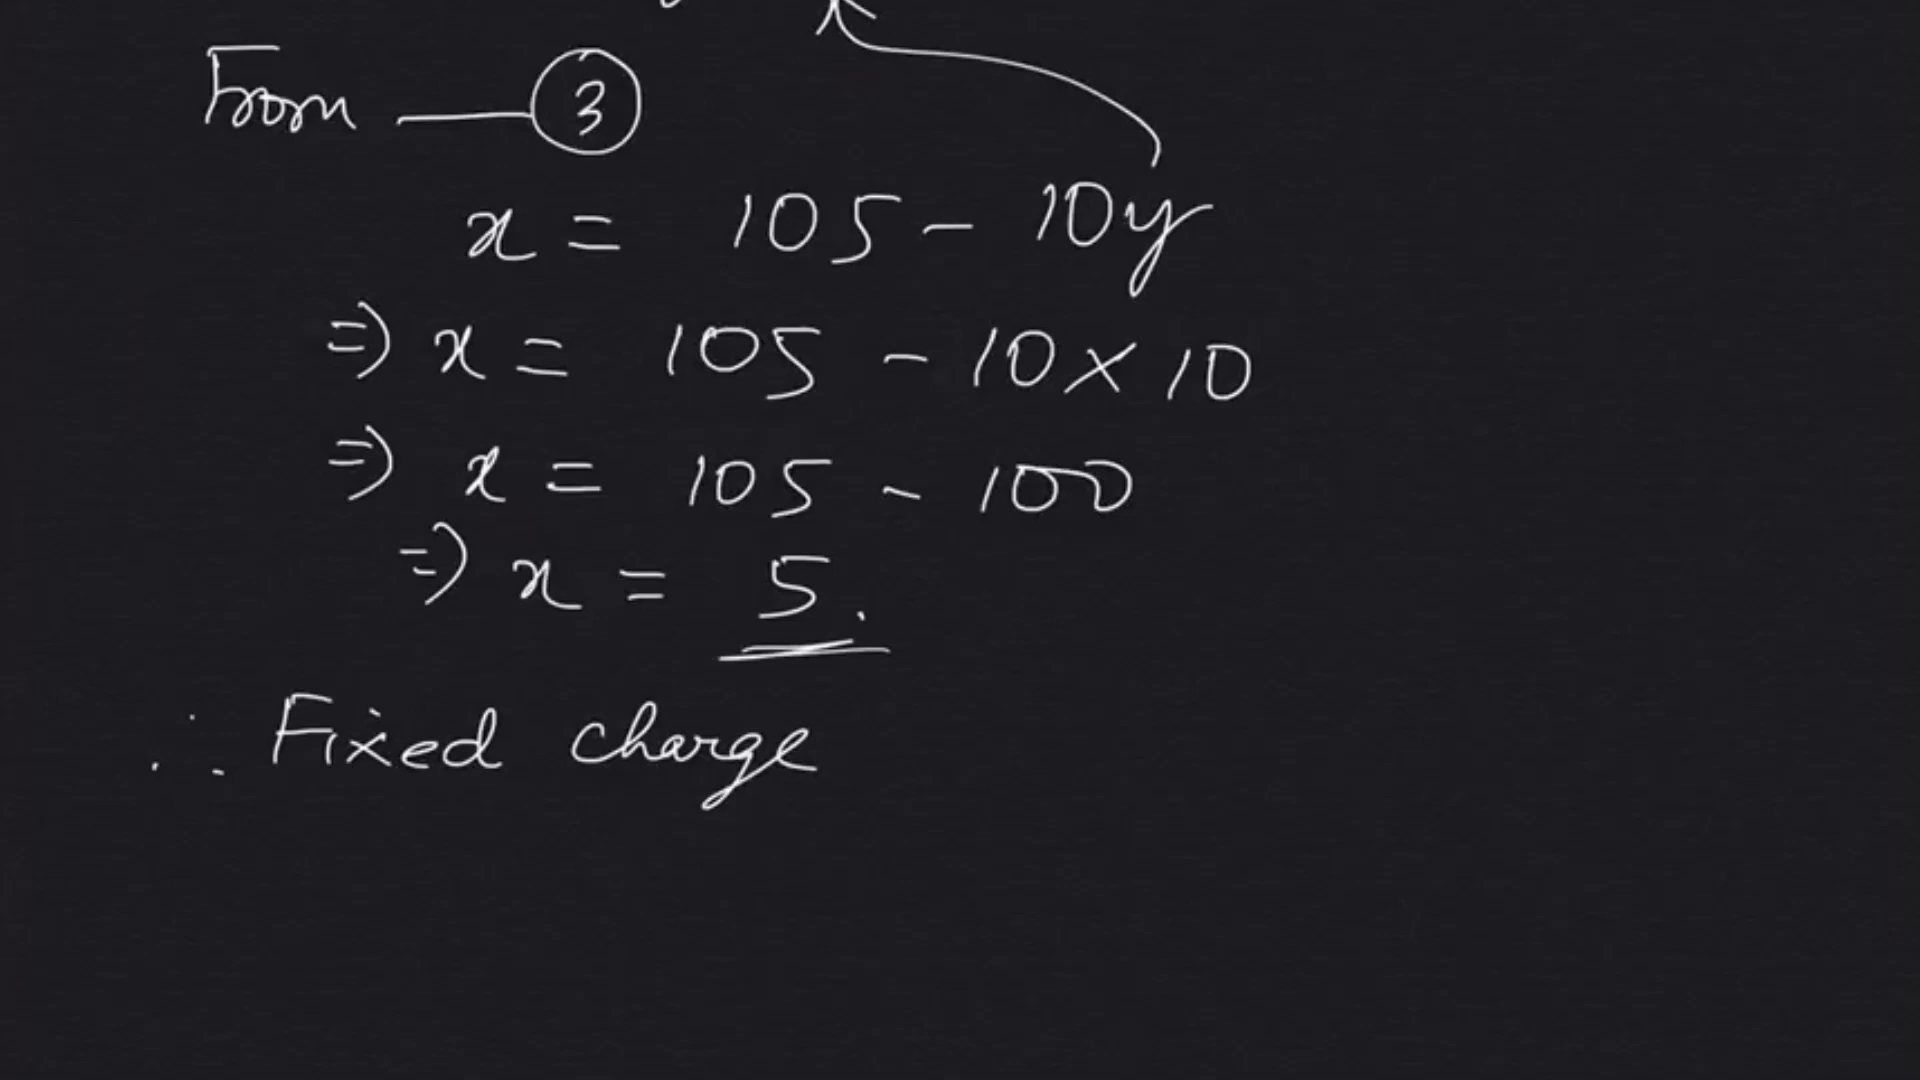 From — 3
x = 105 - 10y
⇒ x = 105 - 10 × 10
⇒ x = 105 - 100
⇒ x = 5.
∴ Fixed charge